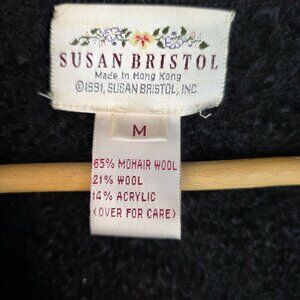 SUSAN BRISTOL
Made in Hong Kong
©1991, SUSAN BRISTOL, INC.
M
65% MOHAIR WOOL
21% WOOL
14% ACRYLIC
(OVER FOR CARE)